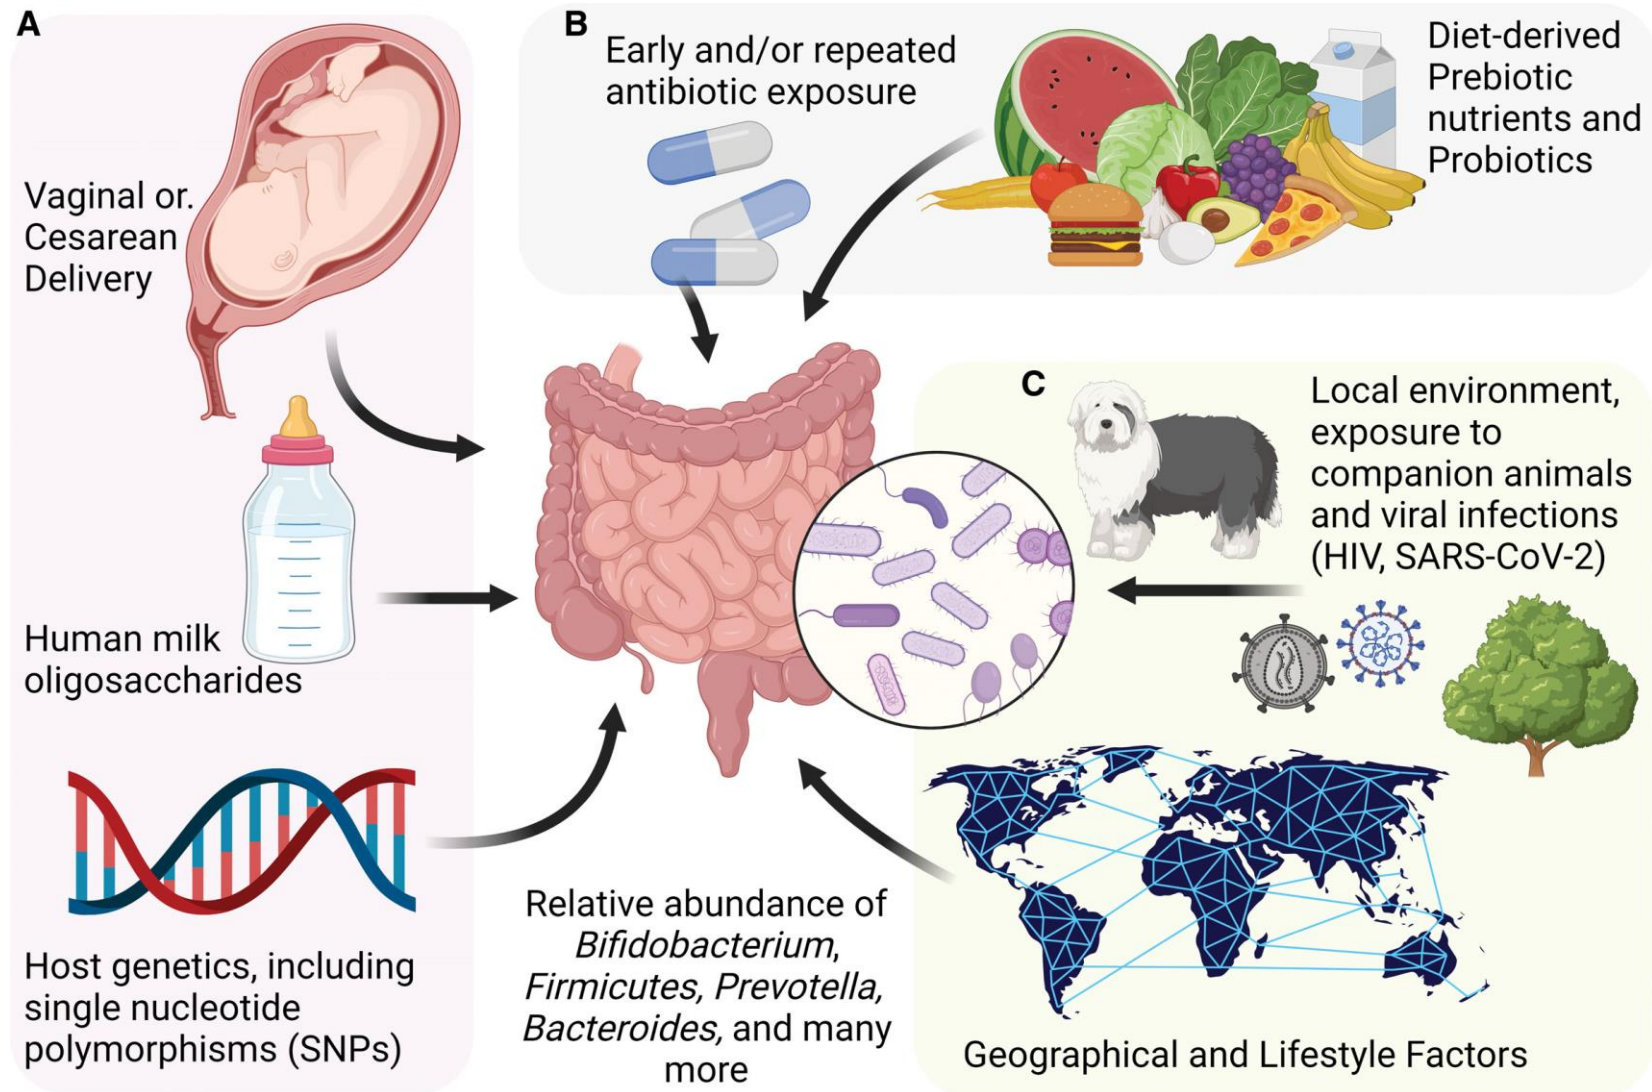 A
Vaginal or.
Cesarean
Delivery
Human milk
oligosaccharides
Host genetics, including
single nucleotide
polymorphisms (SNPs)
B
Early and/or repeated
antibiotic exposure
Diet-derived
Prebiotic
nutrients and
Probiotics
C
Local environment,
exposure to
companion animals
and viral infections
(HIV, SARS-CoV-2)
Geographical and Lifestyle Factors
Relative abundance of
Bifidobacterium,
Firmicutes, Prevotella,
Bacteroides, and many
more